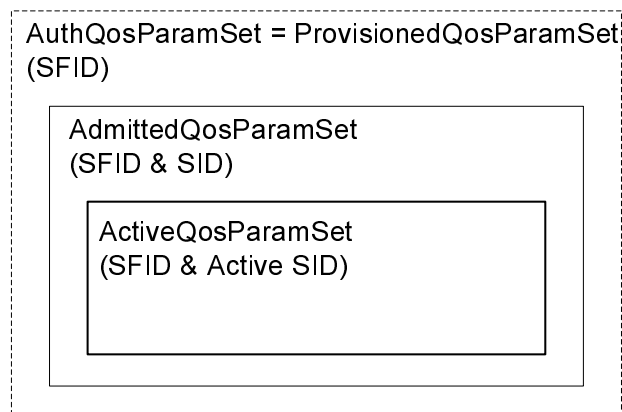 AuthQosParamSet = ProvisionedQosParamSet
(SFID)
AdmittedQosParamSet
(SFID & SID)
ActiveQosParamSet
(SFID & Active SID)